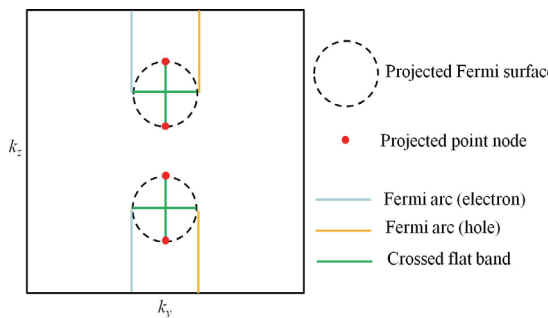 Projected Fermi surface
k_z
Projected point node
Fermi arc (electron)
Fermi arc (hole)
Crossed flat band
k_y